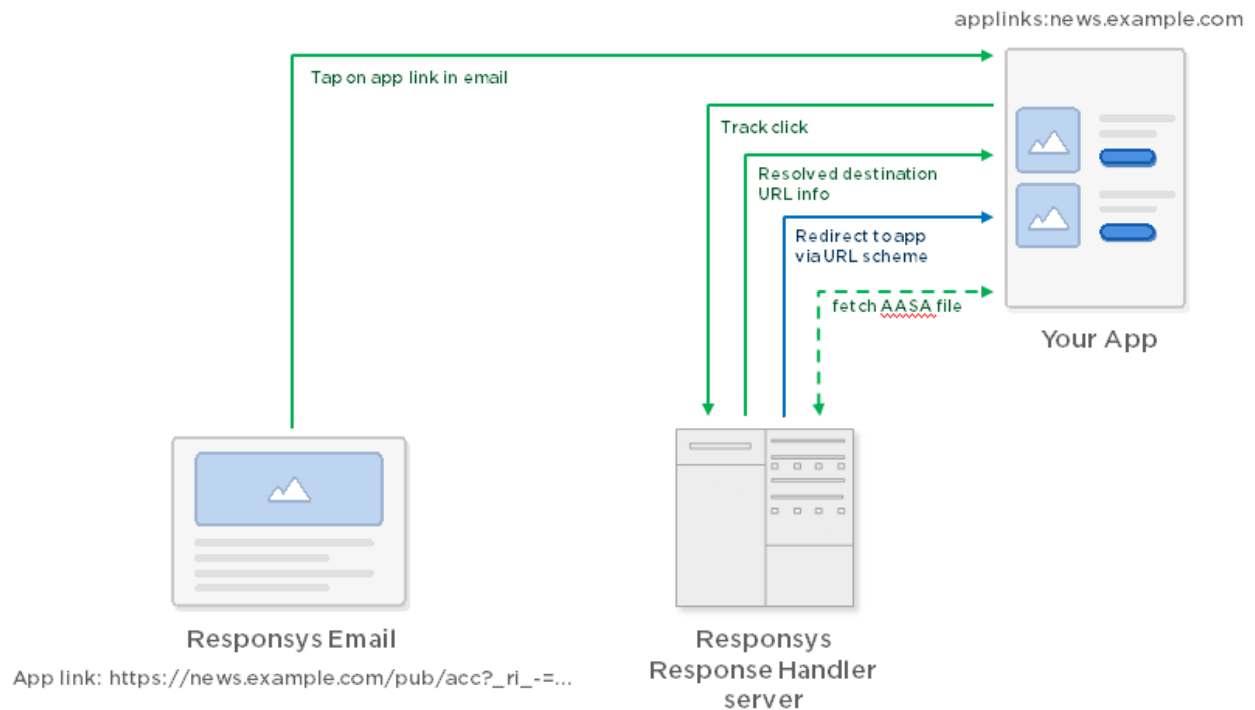 applinks:news.example.com
Tap on app link in email
Track click
Resolved destination
URL info
Redirect to app
via URL scheme
fetch AASA file
Your App
Responsys Email
App link: https://news.example.com/pub/acc?_ri_-=...
Responsys
Response Handler
server